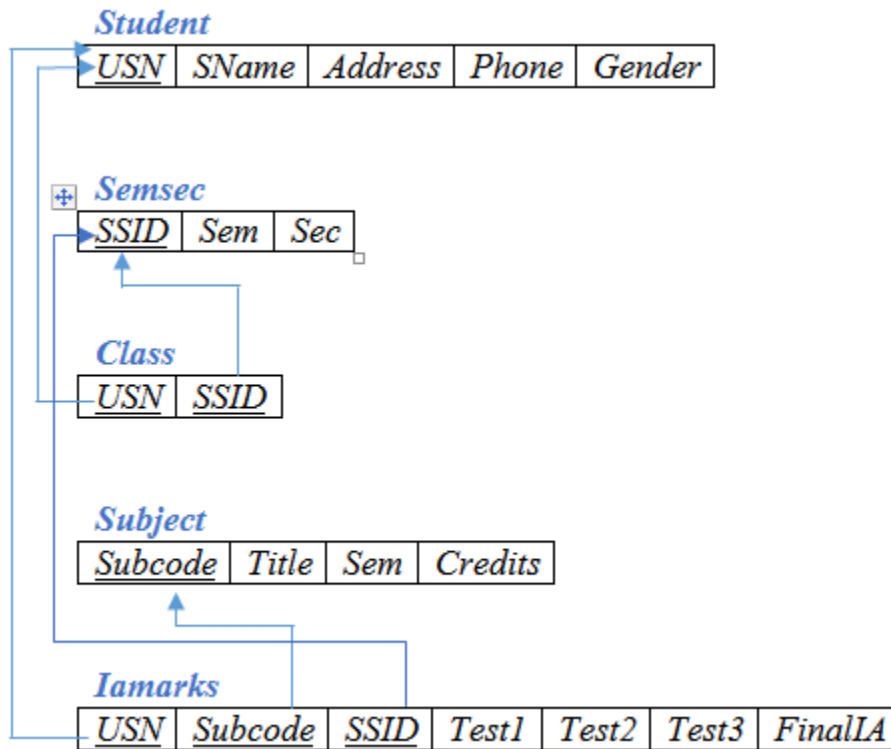 Student
USN SName Address Phone Gender
Semsec
SSID Sem Sec
Class
USN SSID
Subject
Subcode Title Sem Credits
Iamarks
USN Subcode SSID Test1 Test2 Test3 FinalIA